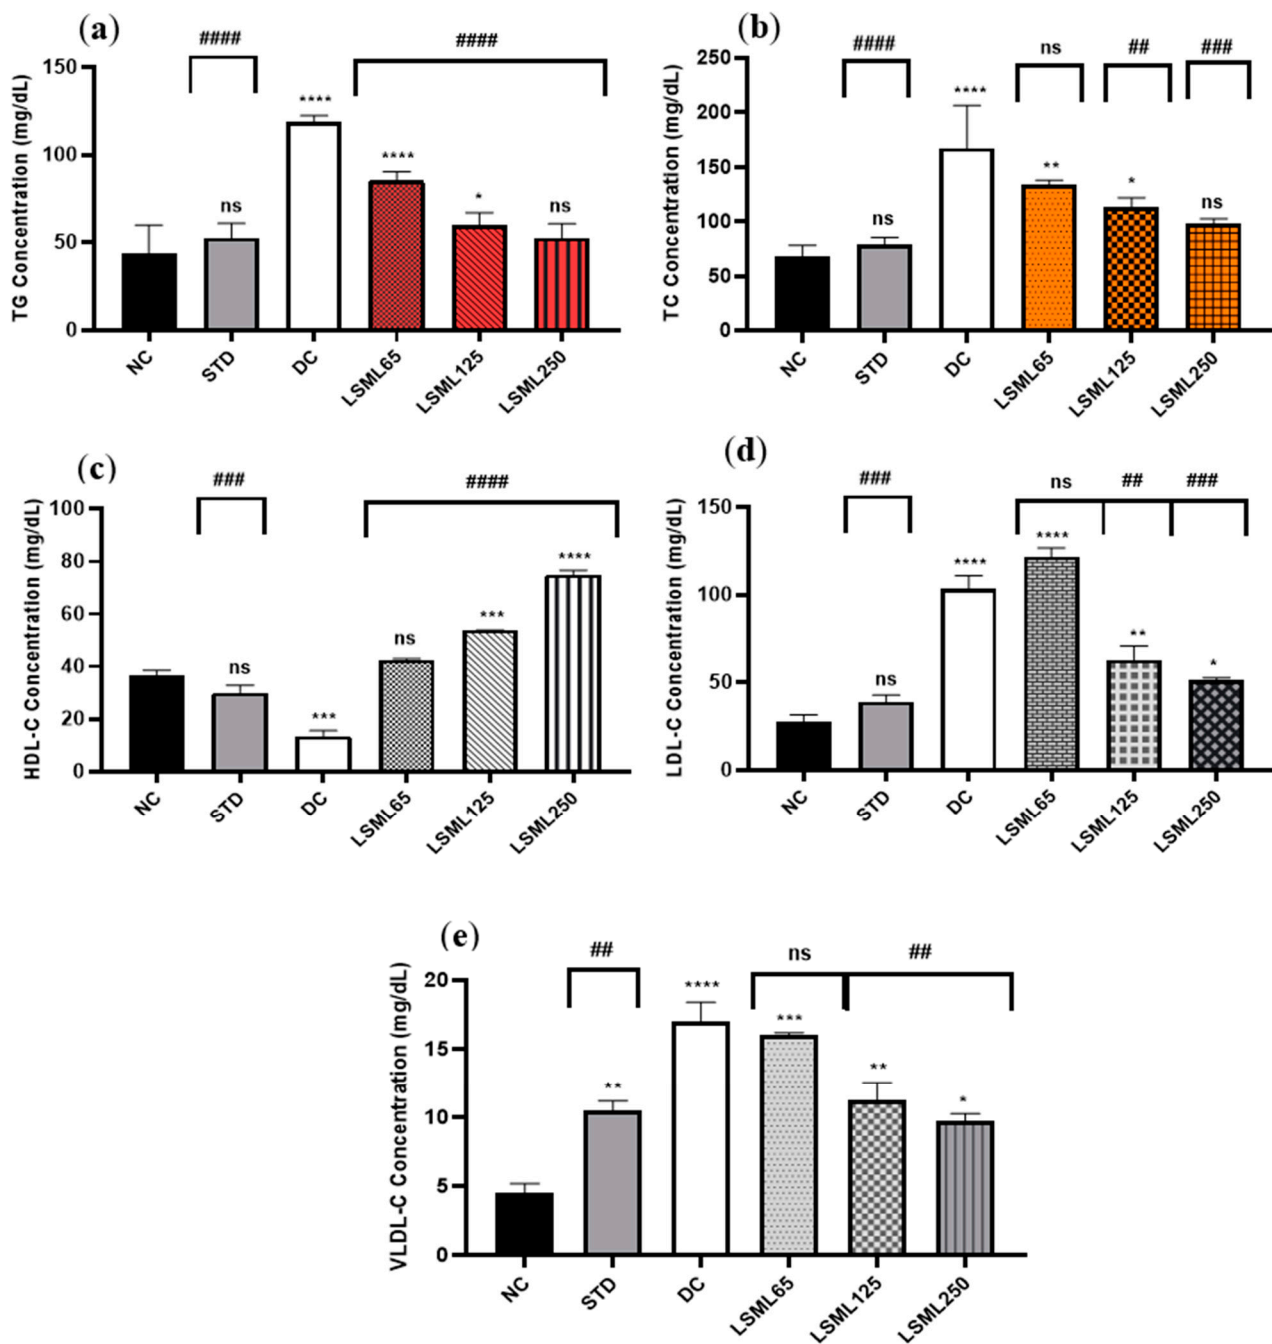 (a)
####
####
TG Concentration (mg/dL)
150
100
50
0
ns
****
****
*
ns
NC
STD
DC
LSML65
LSML125
LSML250
(b)
####
ns
##
###
TC Concentration (mg/dL)
250
200
150
100
50
0
ns
****
**
*
ns
NC
STD
DC
LSML65
LSML125
LSML250
(c)
###
####
HDL-C Concentration (mg/dL)
100
80
60
40
20
0
ns
***
ns
***
****
NC
STD
DC
LSML65
LSML125
LSML250
(d)
###
ns
##
###
LDL-C Concentration (mg/dL)
150
100
50
0
ns
****
****
**
*
NC
STD
DC
LSML65
LSML125
LSML250
(e)
##
ns
##
VLDL-C Concentration (mg/dL)
20
15
10
5
0
**
****
***
**
*
NC
STD
DC
LSML65
LSML125
LSML250